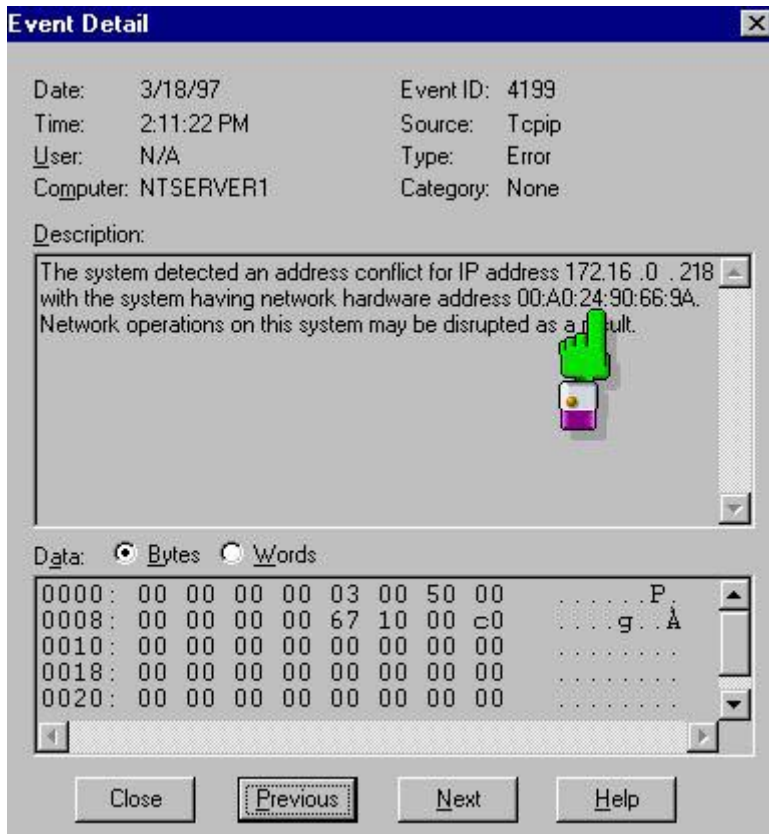 Event Detail
Date: 3/18/97 Event ID: 4199
Time: 2:11:22 PM Source: Tcpip
User: N/A Type: Error
Computer: NTSERVER1 Category: None
Description:
The system detected an address conflict for IP address 172.16 .0 . 218
with the system having network hardware address 00:A0:24:90:66:9A.
Network operations on this system may be disrupted as a result.
Data: Bytes Words
0000: 00 00 00 00 03 00 50 00 ......P.
0008: 00 00 00 00 67 10 00 c0 ....g..À
0010: 00 00 00 00 00 00 00 00 ........
0018: 00 00 00 00 00 00 00 00 ........
0020: 00 00 00 00 00 00 00 00 ........
Close Previous Next Help